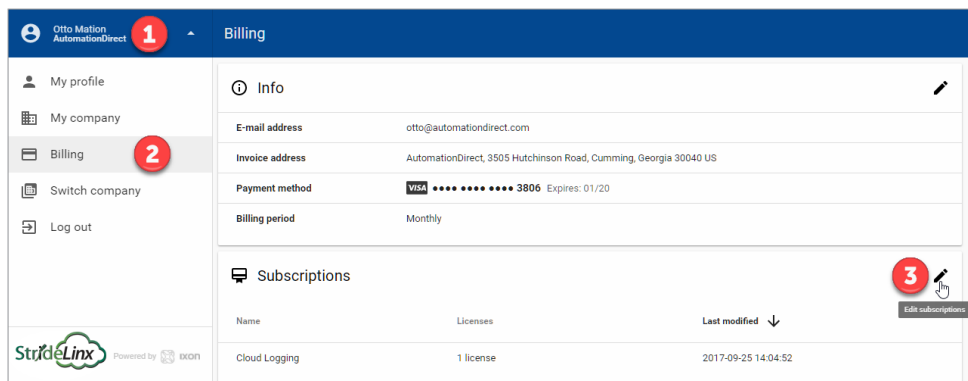 Otto Mation
AutomationDirect
1
Billing
My profile
My company
Billing
2
Switch company
Log out
StrideLinx Powered by IXON
Info
E-mail address otto@automationdirect.com
Invoice address AutomationDirect, 3505 Hutchinson Road, Cumming, Georgia 30040 US
Payment method VISA •••• •••• •••• 3806 Expires: 01/20
Billing period Monthly
Subscriptions
3
Edit subscriptions
Name Licenses Last modified
Cloud Logging 1 license 2017-09-25 14:04:52